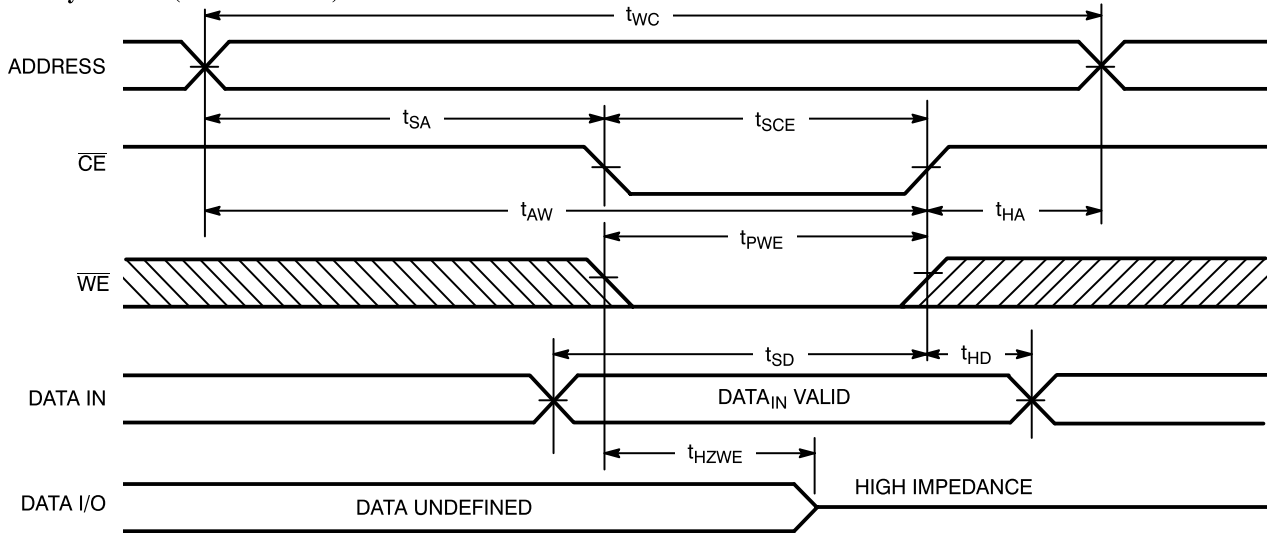 tWC
ADDRESS
tSA
tSCE
CE
tAW
tHA
tPWE
WE
tSD
tHD
DATA IN
DATAIN VALID
tHZWE
DATA I/O
DATA UNDEFINED
HIGH IMPEDANCE